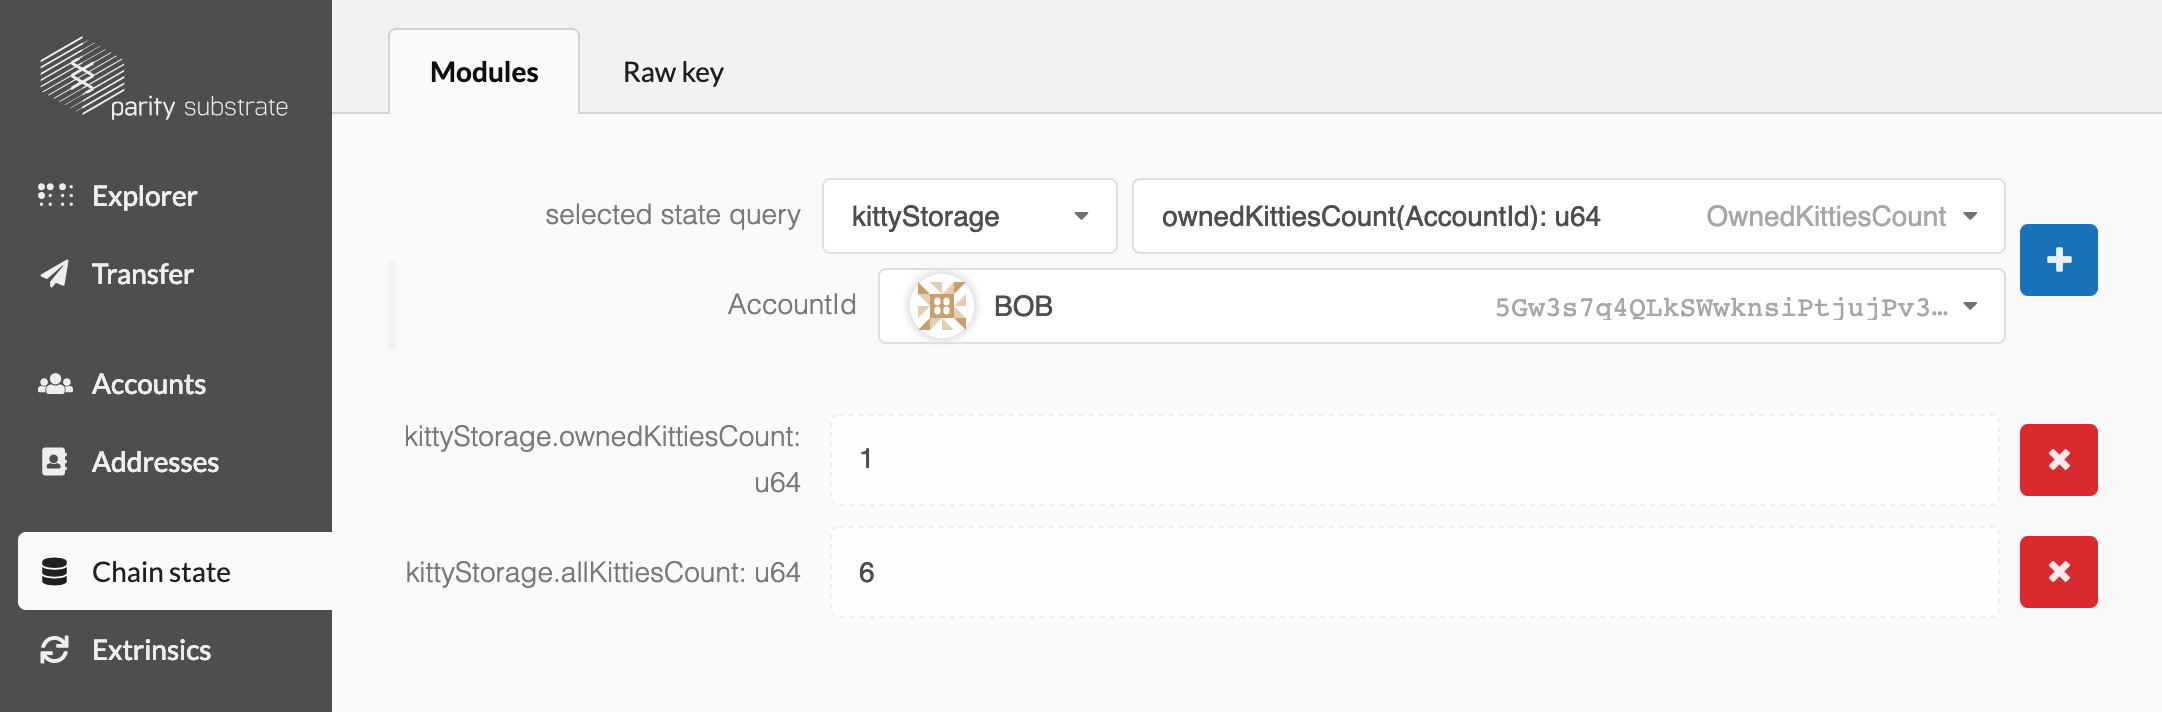 parity substrate
Explorer
Transfer
Accounts
Addresses
Chain state
Extrinsics
Modules
Raw key
selected state query
kittyStorage
ownedKittiesCount(AccountId): u64
OwnedKittiesCount
AccountId
BOB
5Gw3s7q4QLkSWwknsiPtjujPv3…
kittyStorage.ownedKittiesCount:
u64
1
kittyStorage.allKittiesCount: u64
6